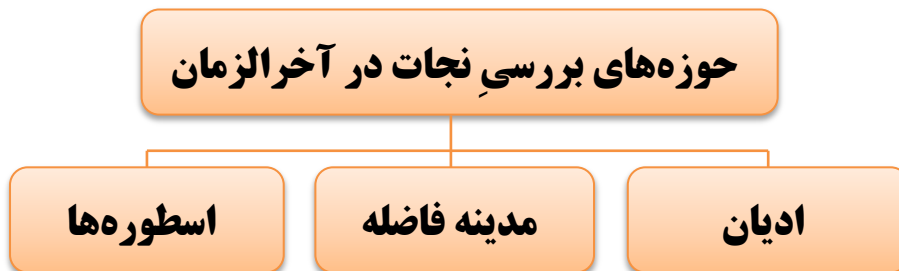 حوزه‌های بررسیِ نجات در آخرالزمان
ادیان
مدینه فاضله
اسطوره‌ها